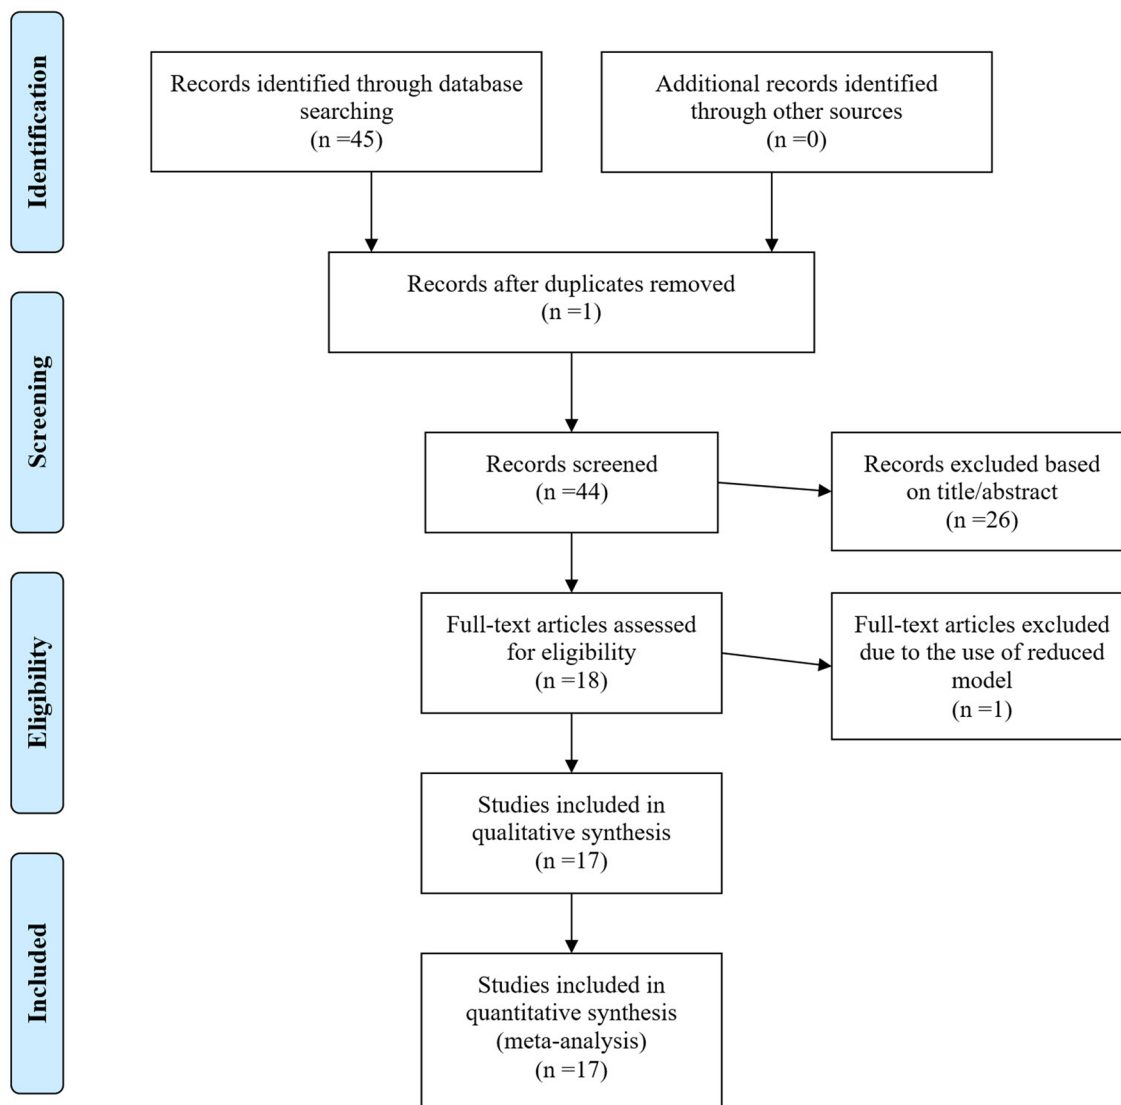 Identification
Records identified through database
searching
(n =45)
Additional records identified
through other sources
(n =0)
Records after duplicates removed
(n =1)
Screening
Records screened
(n =44)
Records excluded based
on title/abstract
(n =26)
Eligibility
Full-text articles assessed
for eligibility
(n =18)
Full-text articles excluded
due to the use of reduced
model
(n =1)
Studies included in
qualitative synthesis
(n =17)
Included
Studies included in
quantitative synthesis
(meta-analysis)
(n =17)